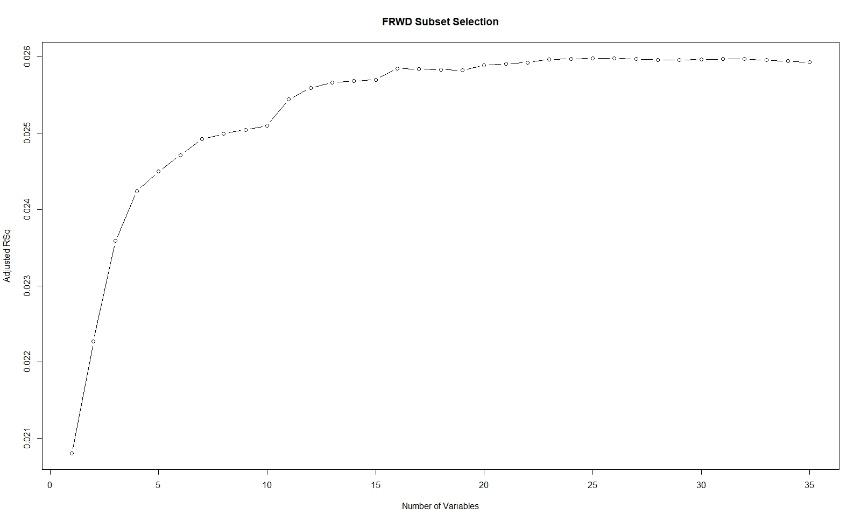 FRWD Subset Selection
0.026
0.025
0.024
0.023
0.022
0.021
Adjusted RSq
0 5 10 15 20 25 30 35
Number of Variables